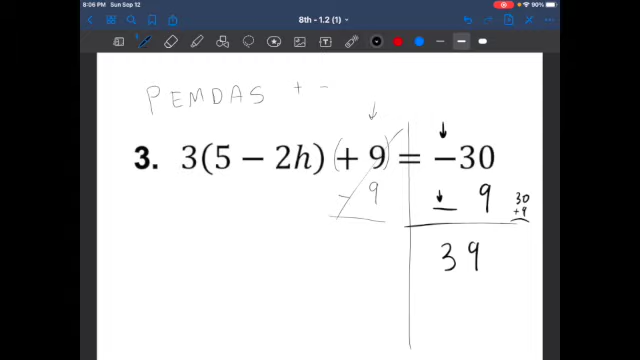 8:06 PM Sun Sep 12
90%
8th - 1.2 (1)
PEMDAS + -
3. 3(5 − 2h) (+ 9) = −30
- 9
- 9
30
+9
39